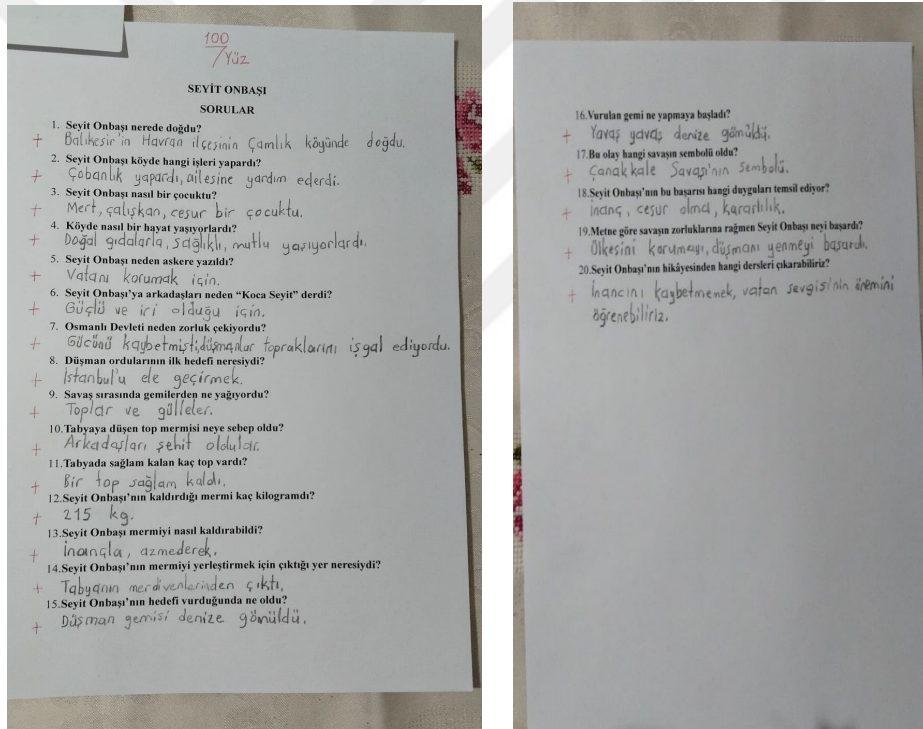 100
/Yüz
SEYİT ONBAŞI
SORULAR
1. Seyit Onbaşı nerede doğdu?
+ Balıkesir'in Havran ilçesinin Çamlık köyünde doğdu.
2. Seyit Onbaşı köyde hangi işleri yapardı?
+ Çobanlık yapardı, ailesine yardım ederdi.
3. Seyit Onbaşı nasıl bir çocuktu?
+ Mert, çalışkan, cesur bir çocuktu.
4. Köyde nasıl bir hayat yaşıyorlardı?
+ Doğal gıdalarla, sağlıklı, mutlu yaşıyorlardı.
5. Seyit Onbaşı neden askere yazıldı?
+ Vatanı korumak için.
6. Seyit Onbaşı'ya arkadaşları neden "Koca Seyit" derdi?
+ Güçlü ve iri olduğu için.
7. Osmanlı Devleti neden zorluk çekiyordu?
+ Gücünü kaybetmişti, düşmanlar topraklarını işgal ediyordu.
8. Düşman ordularının ilk hedefi neresiydi?
+ İstanbul'u ele geçirmek.
9. Savaş sırasında gemilerden ne yağıyordu?
+ Toplar ve gülleler.
10.Tabyaya düşen top mermisi neye sebep oldu?
+ Arkadaşları şehit oldular.
11.Tabyada sağlam kalan kaç top vardı?
+ Bir top sağlam kaldı.
12.Seyit Onbaşı'nın kaldırdığı mermi kaç kilogramdı?
+ 215 kg.
13.Seyit Onbaşı mermiyi nasıl kaldırabildi?
+ İnançla, azmederek.
14.Seyit Onbaşı'nın mermiyi yerleştirmek için çıktığı yer neresiydi?
+ Tabyanın merdivenlerinden çıktı.
15.Seyit Onbaşı'nın hedefi vurduğunda ne oldu?
+ Düşman gemisi denize gömüldü.
16.Vurulan gemi ne yapmaya başladı?
+ Yavaş yavaş denize gömüldü.
17.Bu olay hangi savaşın sembolü oldu?
+ Çanakkale Savaşı'nın Sembolü.
18.Seyit Onbaşı'nın bu başarısı hangi duyguları temsil ediyor?
+ İnanç, cesur olma, kararlılık.
19.Metne göre savaşın zorluklarına rağmen Seyit Onbaşı neyi başardı?
+ Ülkesini korumayı, düşmanı yenmeyi başardı.
20.Seyit Onbaşı'nın hikâyesinden hangi dersleri çıkarabiliriz?
+ İnancını kaybetmemek, vatan sevgisi'nin önemini
öğrenebiliriz.